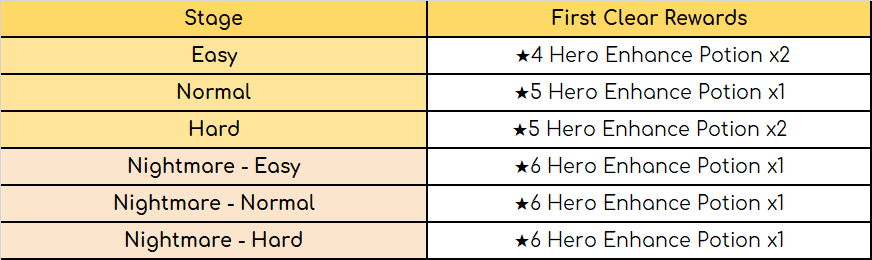 Stage First Clear Rewards
Easy ★4 Hero Enhance Potion x2
Normal ★5 Hero Enhance Potion x1
Hard ★5 Hero Enhance Potion x2
Nightmare - Easy ★6 Hero Enhance Potion x1
Nightmare - Normal ★6 Hero Enhance Potion x1
Nightmare - Hard ★6 Hero Enhance Potion x1